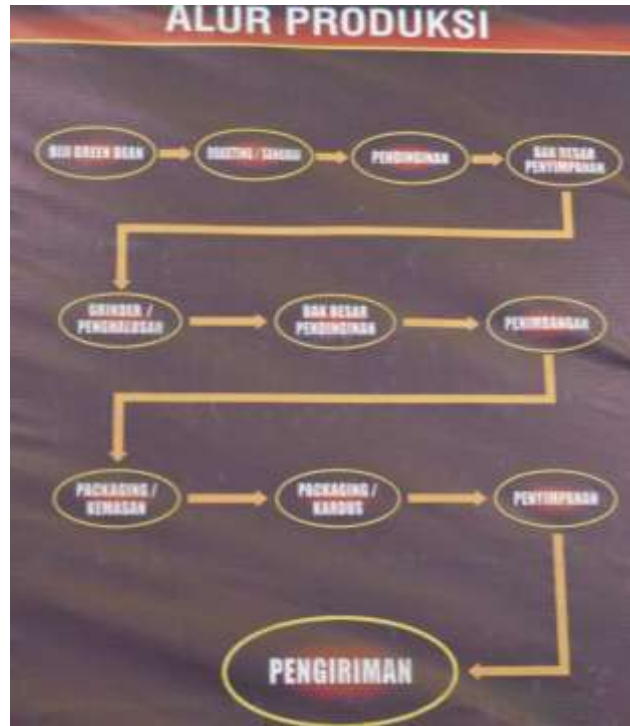 ALUR PRODUKSI
BIJI GREEN BEAN
ROASTING / SANGRAI
PENDINGINAN
BAK BESAR
PENYIMPANAN
GRINDER /
PENGHALUSAN
BAK BESAR
PENDINGINAN
PENIMBANGAN
PACKAGING /
KEMASAN
PACKAGING /
KARDUS
PENYIMPANAN
PENGIRIMAN